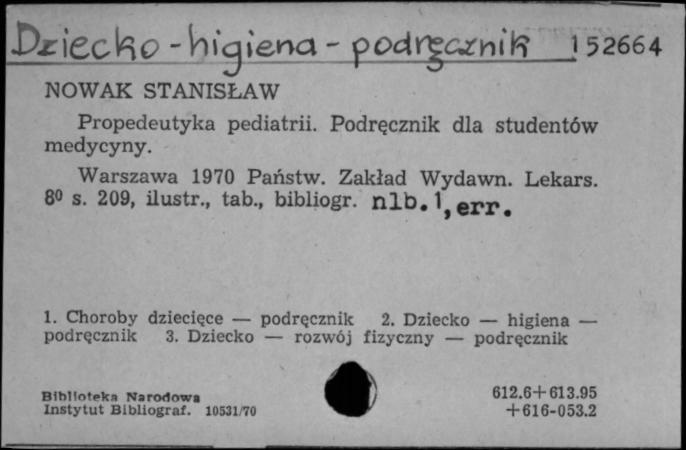 Dziecko - higiena - podręcznik 152664
NOWAK STANISŁAW
Propedeutyka pediatrii. Podręcznik dla studentów
medycyny.
Warszawa 1970 Państw. Zakład Wydawn. Lekars.
8⁰ s. 209, ilustr., tab., bibliogr. nlb. 1, err.
1. Choroby dziecięce — podręcznik 2. Dziecko — higiena —
podręcznik 3. Dziecko — rozwój fizyczny — podręcznik
Biblioteka Narodowa
Instytut Bibliograf. 10531/70
612.6+613.95
+616-053.2